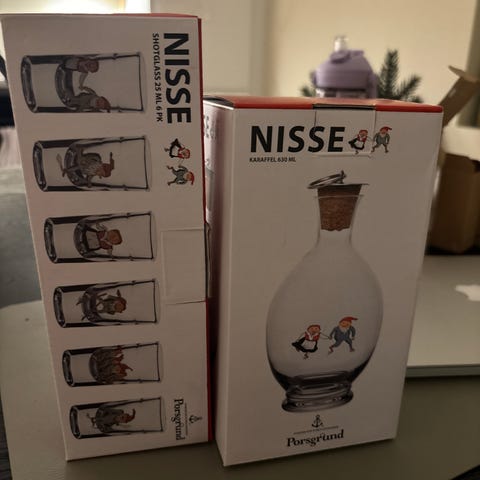 NISSE
SHOTGLASS 25 ML 6 PK
Porsgrund
NISSE
KARAFFEL 630 ML
Porsgrund